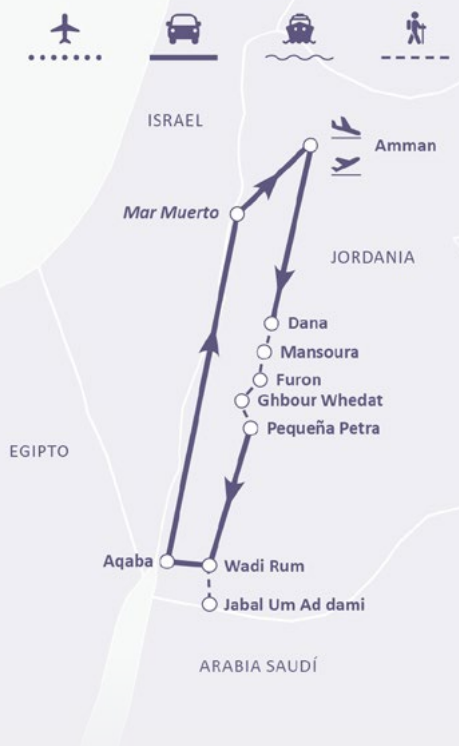 ISRAEL
Amman
Mar Muerto
JORDANIA
Dana
Mansoura
Furon
Ghbour Whedat
Pequeña Petra
EGIPTO
Aqaba
Wadi Rum
Jabal Um Ad dami
ARABIA SAUDÍ